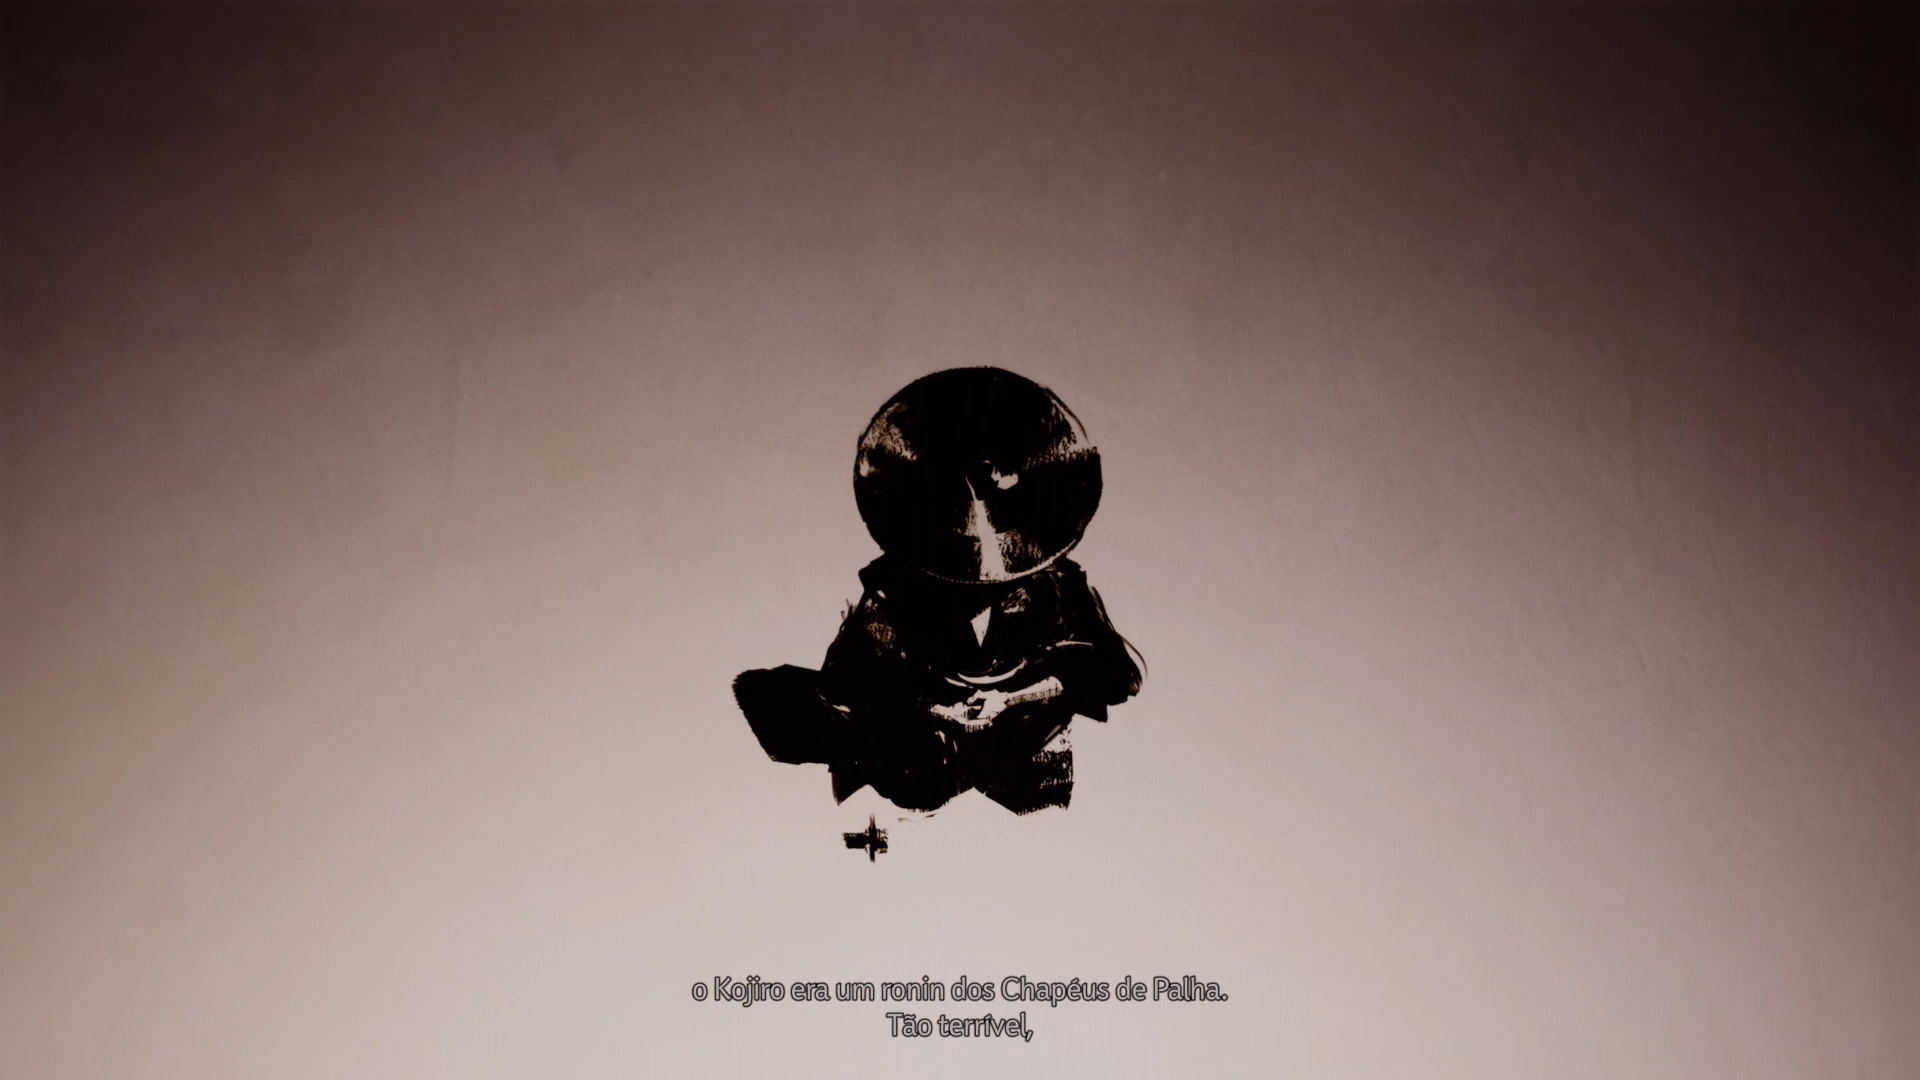 o Kojiro era um ronin dos Chapéus de Palha.
Tão terrível,